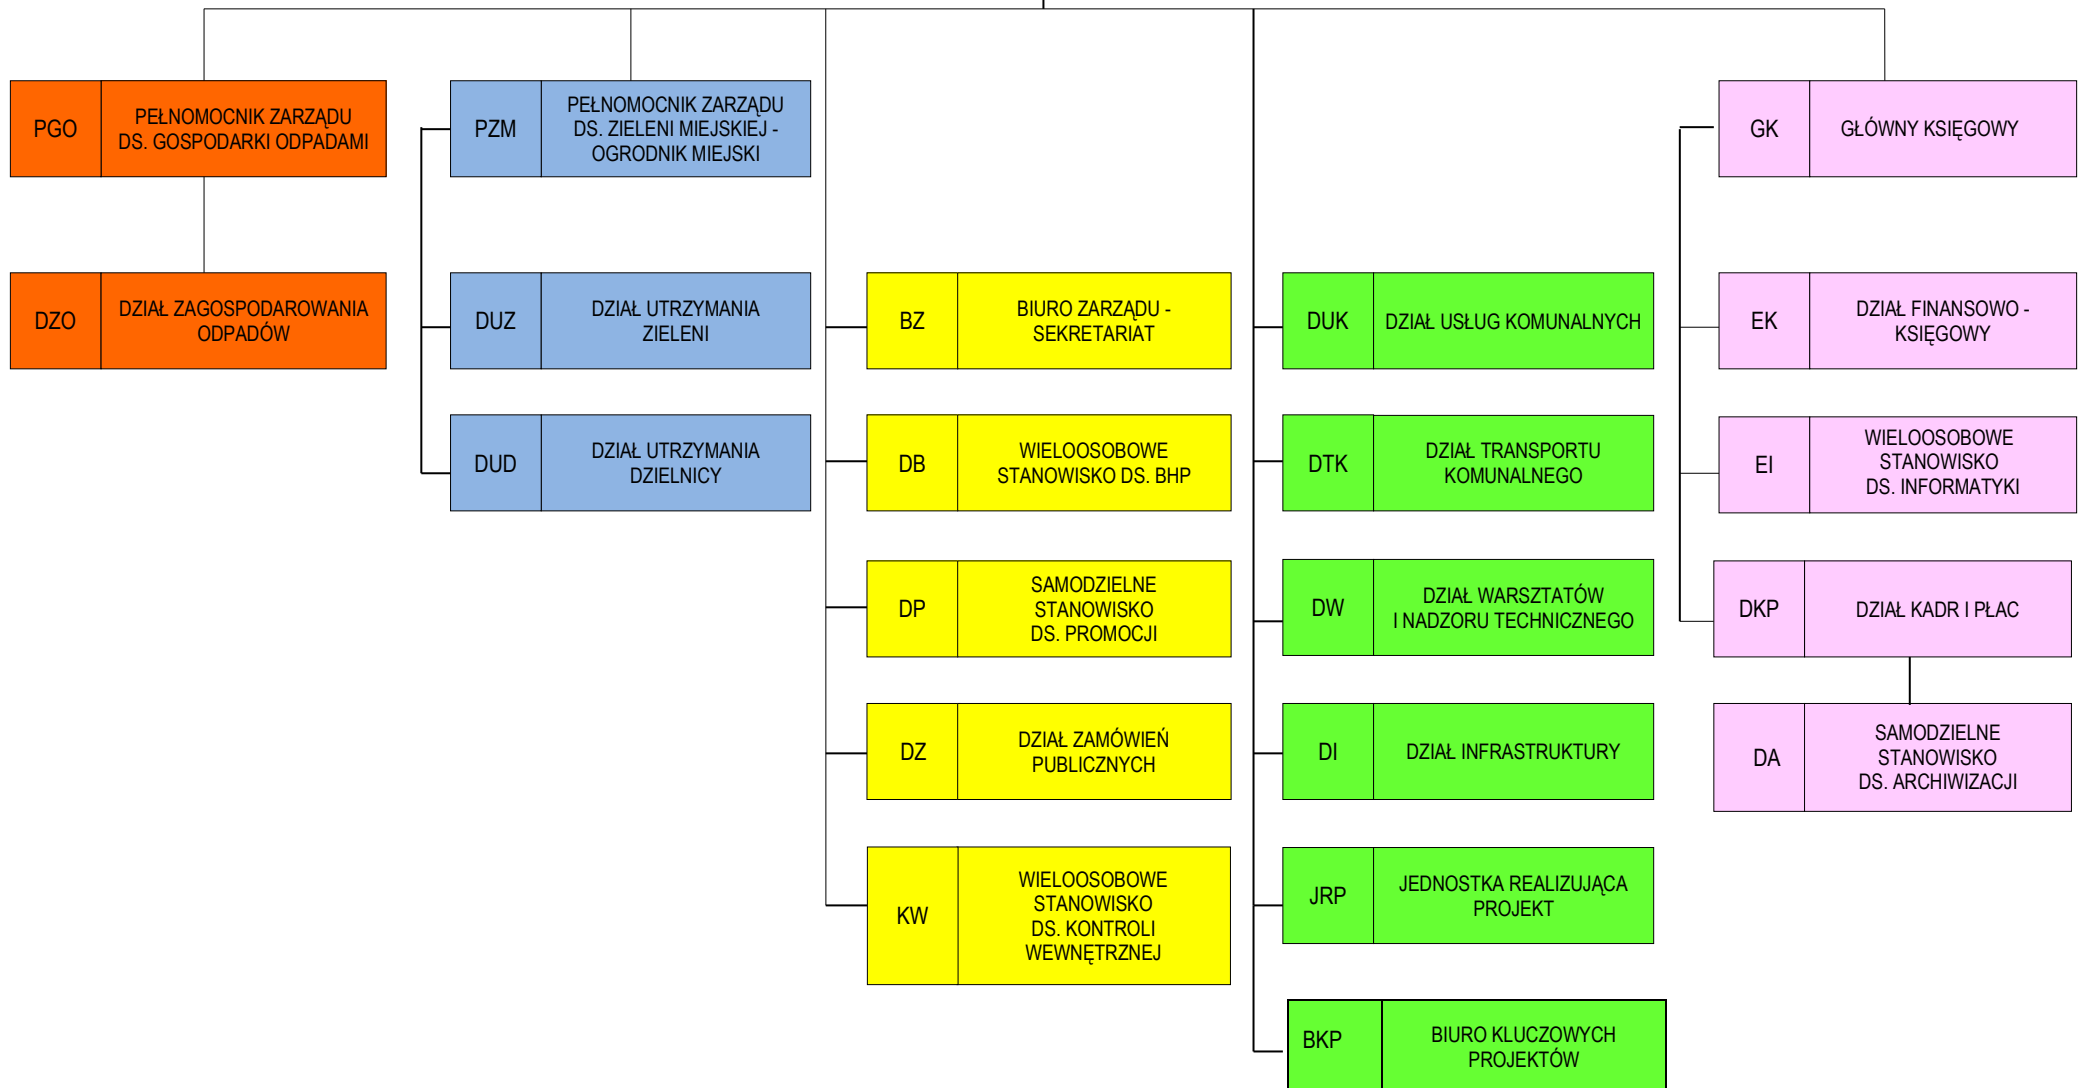 PGO
PEŁNOMOCNIK ZARZĄDU
DS. GOSPODARKI ODPADAMI
DZO
DZIAŁ ZAGOSPODAROWANIA
ODPADÓW
PZM
PEŁNOMOCNIK ZARZĄDU
DS. ZIELENI MIEJSKIEJ -
OGRODNIK MIEJSKI
DUZ
DZIAŁ UTRZYMANIA
ZIELENI
DUD
DZIAŁ UTRZYMANIA
DZIELNICY
BZ
BIURO ZARZĄDU -
SEKRETARIAT
DB
WIELOOSOBOWE
STANOWISKO DS. BHP
DP
SAMODZIELNE
STANOWISKO
DS. PROMOCJI
DZ
DZIAŁ ZAMÓWIEŃ
PUBLICZNYCH
KW
WIELOOSOBOWE
STANOWISKO
DS. KONTROLI
WEWNĘTRZNEJ
DUK
DZIAŁ USŁUG KOMUNALNYCH
DTK
DZIAŁ TRANSPORTU
KOMUNALNEGO
DW
DZIAŁ WARSZTATÓW
I NADZORU TECHNICZNEGO
DI
DZIAŁ INFRASTRUKTURY
JRP
JEDNOSTKA REALIZUJĄCA
PROJEKT
BKP
BIURO KLUCZOWYCH
PROJEKTÓW
GK
GŁÓWNY KSIĘGOWY
EK
DZIAŁ FINANSOWO -
KSIĘGOWY
EI
WIELOOSOBOWE
STANOWISKO
DS. INFORMATYKI
DKP
DZIAŁ KADR I PŁAC
DA
SAMODZIELNE
STANOWISKO
DS. ARCHIWIZACJI